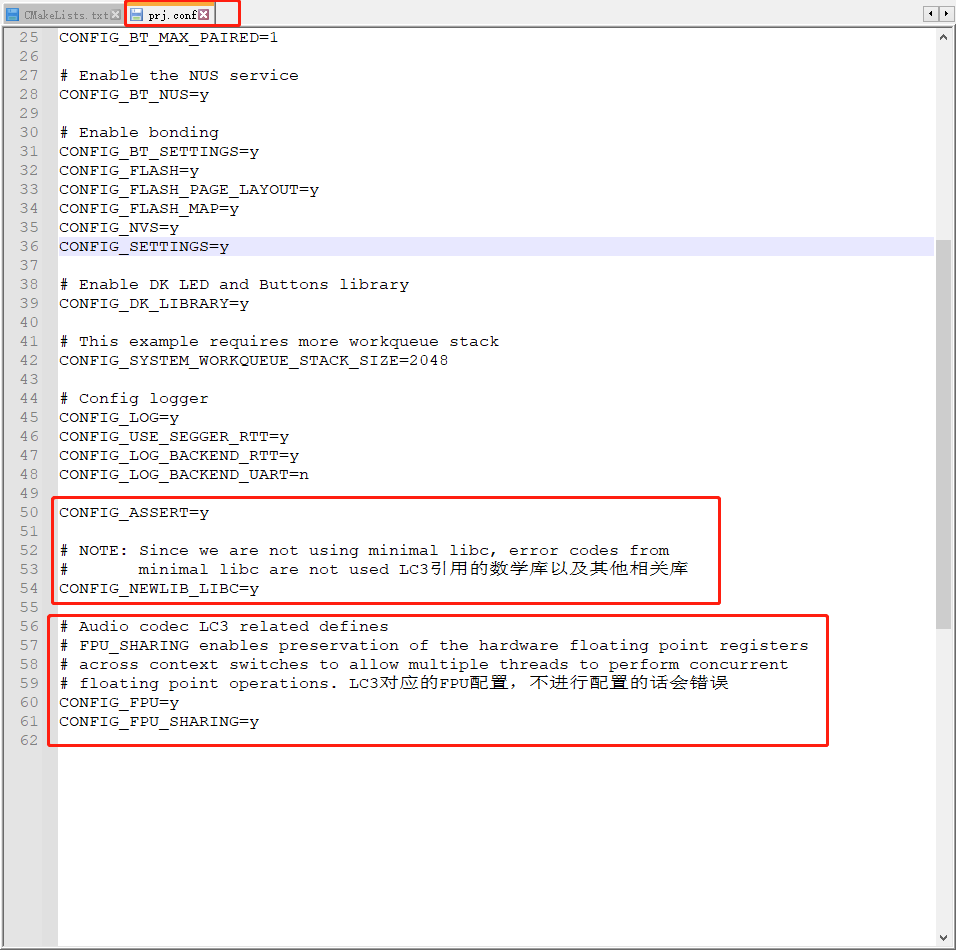 CMakeLists.txt prj.conf
25 CONFIG_BT_MAX_PAIRED=1
26
27 # Enable the NUS service
28 CONFIG_BT_NUS=y
29
30 # Enable bonding
31 CONFIG_BT_SETTINGS=y
32 CONFIG_FLASH=y
33 CONFIG_FLASH_PAGE_LAYOUT=y
34 CONFIG_FLASH_MAP=y
35 CONFIG_NVS=y
36 CONFIG_SETTINGS=y
37
38 # Enable DK LED and Buttons library
39 CONFIG_DK_LIBRARY=y
40
41 # This example requires more workqueue stack
42 CONFIG_SYSTEM_WORKQUEUE_STACK_SIZE=2048
43
44 # Config logger
45 CONFIG_LOG=y
46 CONFIG_USE_SEGGER_RTT=y
47 CONFIG_LOG_BACKEND_RTT=y
48 CONFIG_LOG_BACKEND_UART=n
49
50 CONFIG_ASSERT=y
51
52 # NOTE: Since we are not using minimal libc, error codes from
53 #       minimal libc are not used LC3引用的数学库以及其他相关库
54 CONFIG_NEWLIB_LIBC=y
55
56 # Audio codec LC3 related defines
57 # FPU_SHARING enables preservation of the hardware floating point registers
58 # across context switches to allow multiple threads to perform concurrent
59 # floating point operations. LC3对应的FPU配置，不进行配置的话会错误
60 CONFIG_FPU=y
61 CONFIG_FPU_SHARING=y
62